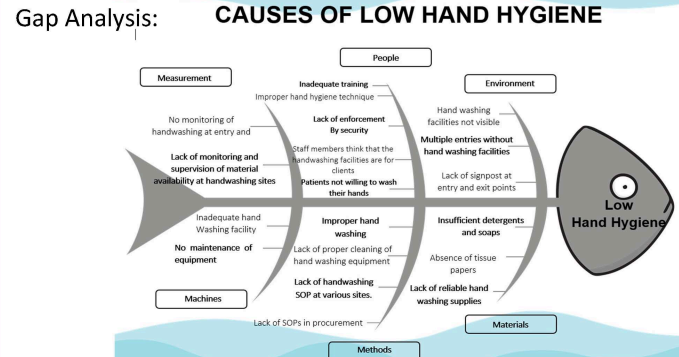 Gap Analysis:
CAUSES OF LOW HAND HYGIENE
People
Measurement
Environment
Inadequate training
Improper hand hygiene technique
Lack of enforcement
By security
Staff members think that the
handwashing facilities are for
clients
Patients not willing to wash
their hands
No monitoring of
handwashing at entry and
Lack of monitoring and
supervision of material
availability at handwashing sites
Hand washing
facilities not visible
Multiple entries without
hand washing facilities
Lack of signpost at
entry and exit points
Low
Hand Hygiene
Inadequate hand
Washing facility
No maintenance of
equipment
Machines
Improper hand
washing
Lack of proper cleaning of
hand washing equipment
Lack of handwashing
SOP at various sites.
Lack of SOPs in procurement
Methods
Insufficient detergents
and soaps
Absence of tissue
papers
Lack of reliable hand
washing supplies
Materials